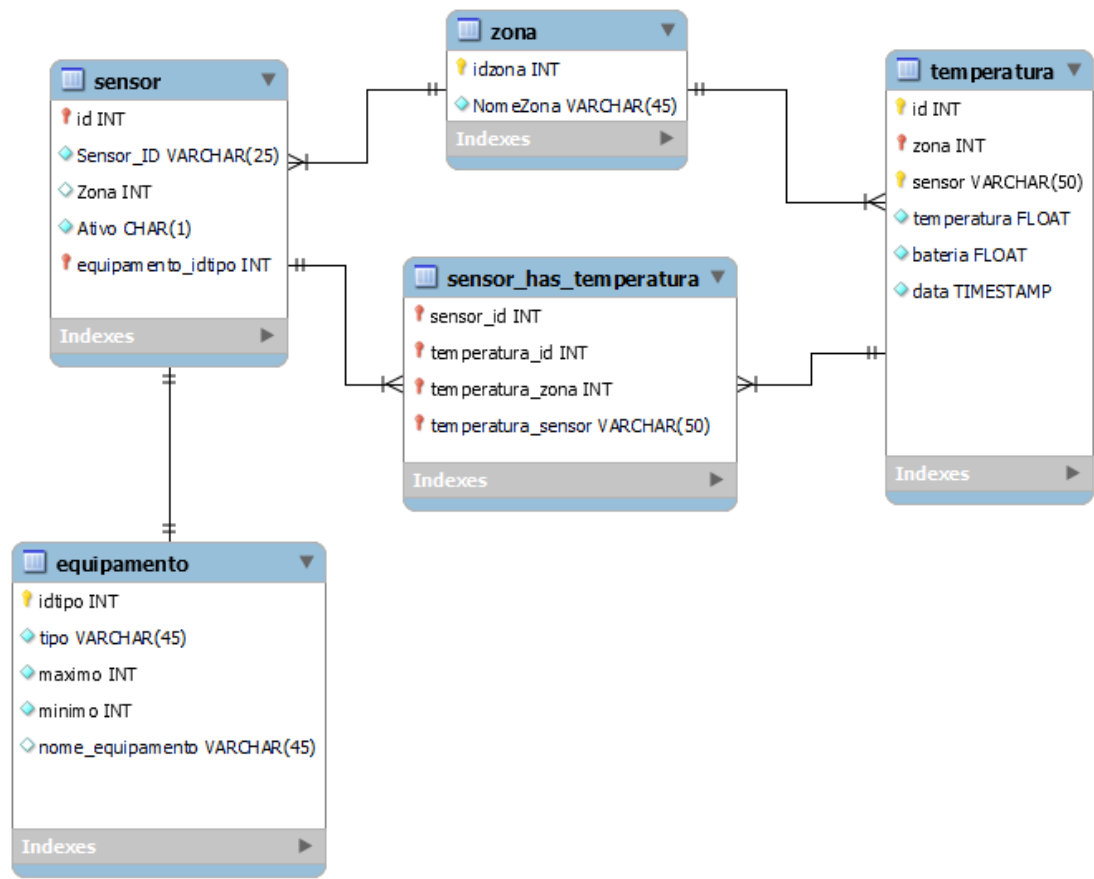 sensor
id INT
Sensor_ID VARCHAR(25)
Zona INT
Ativo CHAR(1)
equipamento_idtipo INT
Indexes
zona
idzona INT
NomeZona VARCHAR(45)
Indexes
temperatura
id INT
zona INT
sensor VARCHAR(50)
temperatura FLOAT
bateria FLOAT
data TIMESTAMP
Indexes
sensor_has_temperatura
sensor_id INT
temperatura_id INT
temperatura_zona INT
temperatura_sensor VARCHAR(50)
Indexes
equipamento
idtipo INT
tipo VARCHAR(45)
maximo INT
minimo INT
nome_equipamento VARCHAR(45)
Indexes